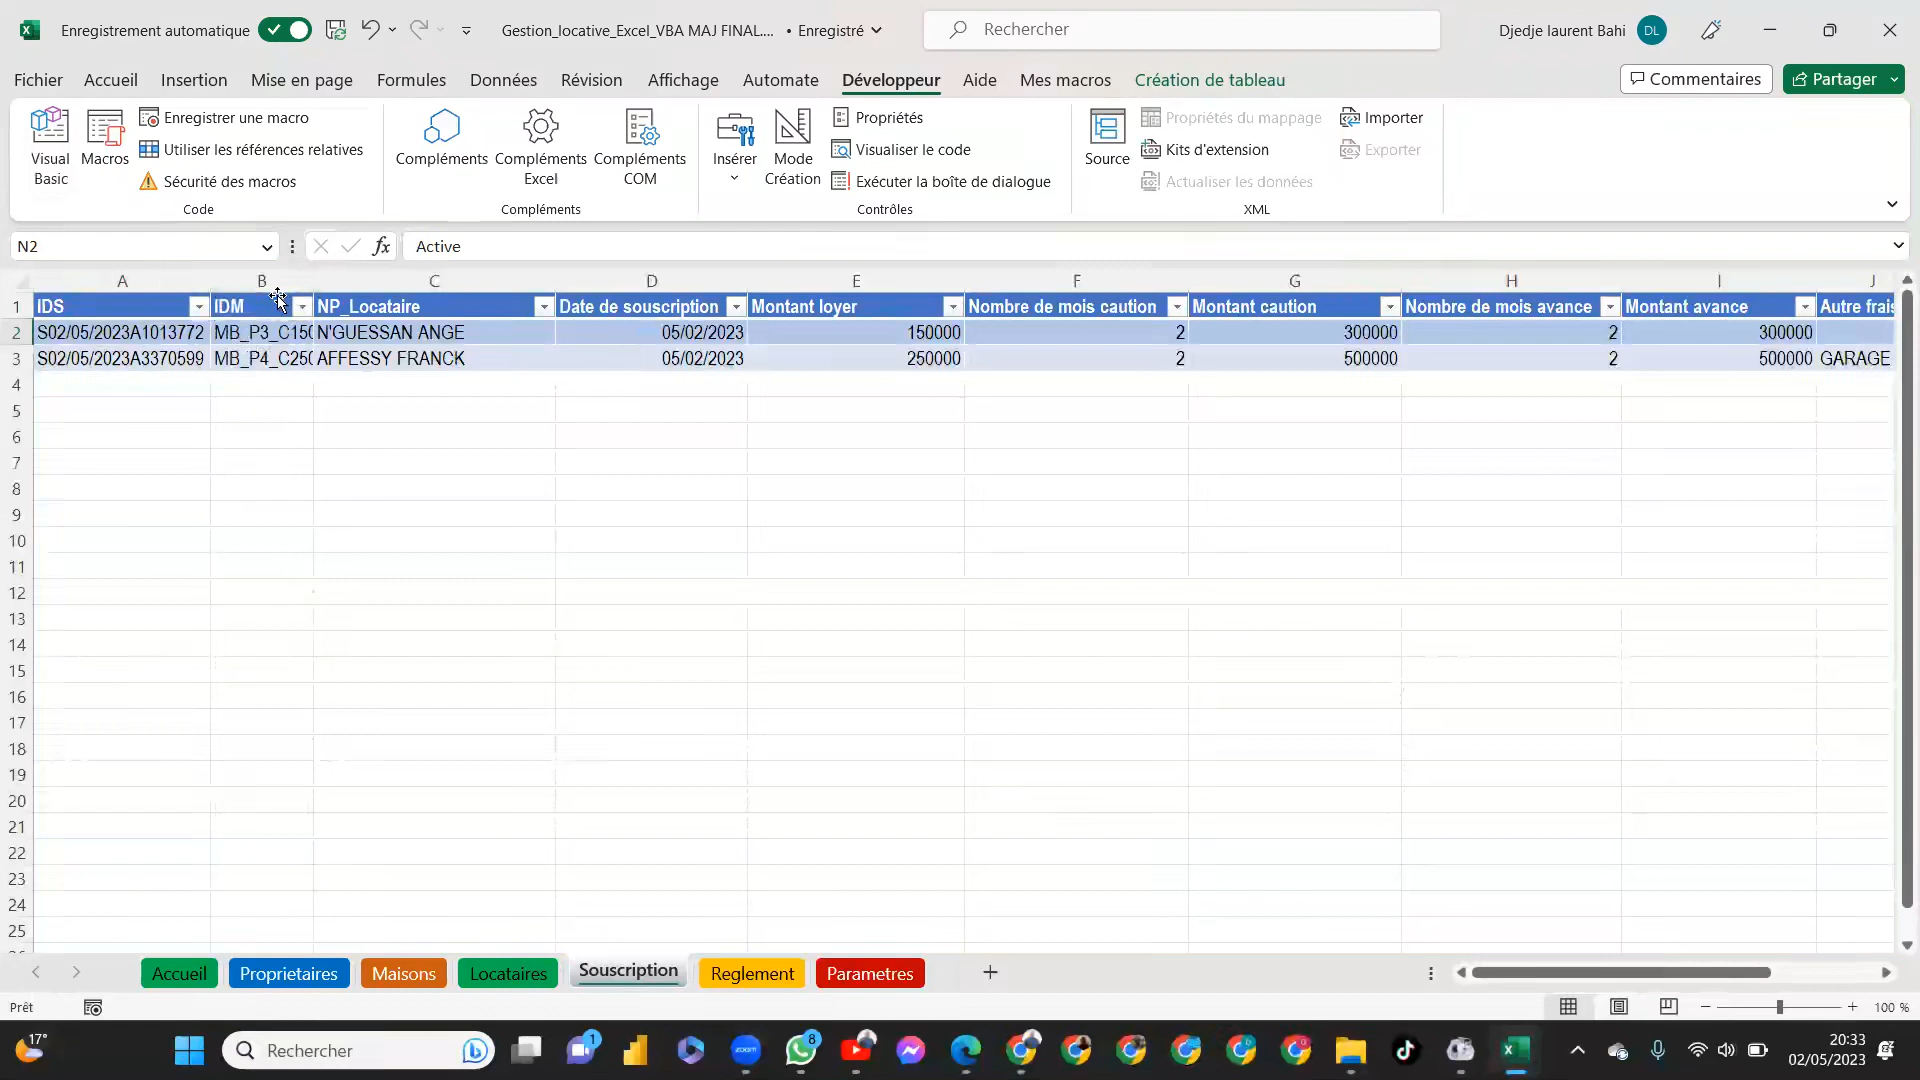 Enregistrement automatique
Gestion_locative_Excel_VBA MAJ FINAL.... • Enregistré
Rechercher
Djedje laurent Bahi DL
Fichier Accueil Insertion Mise en page Formules Données Révision Affichage Automate Développeur Aide Mes macros Création de tableau Commentaires Partager
Visual Basic
Macros
Enregistrer une macro
Utiliser les références relatives
Sécurité des macros
Code
Compléments
Compléments Excel
Compléments COM
Compléments
Insérer
Mode Création
Propriétés
Visualiser le code
Exécuter la boîte de dialogue
Contrôles
Source
Propriétés du mappage
Kits d'extension
Actualiser les données
Importer
Exporter
XML
N2 fx Active
A B C D E F G H I J
1 IDS IDM NP_Locataire Date de souscription Montant loyer Nombre de mois caution Montant caution Nombre de mois avance Montant avance Autre frais
2 S02/05/2023A1013772 MB_P3_C150 N'GUESSAN ANGE 05/02/2023 150000 2 300000 2 300000
3 S02/05/2023A3370599 MB_P4_C250 AFFESSY FRANCK 05/02/2023 250000 2 500000 2 500000 GARAGE
4
5
6
7
8
9
10
11
12
13
14
15
16
17
18
19
20
21
22
23
24
25
Accueil Proprietaires Maisons Locataires Souscription Reglement Parametres
Prêt
100 %
17°
Rechercher
1
zoom
8
20:33
02/05/2023